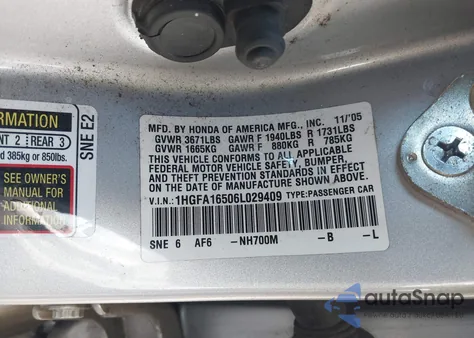 ORMATION
NT 2 REAR 3
d 385kg or 850lbs.
SEE OWNER'S
MANUAL FOR
ADDITIONAL
INFORMATION
SNE E2
MFD. BY HONDA OF AMERICA MFG., INC. 11/'05
GVWR 3671LBS GAWR F 1940LBS R 1731LBS
GVWR 1665KG GAWR F 880KG R 785KG
THIS VEHICLE CONFORMS TO ALL APPLICABLE
FEDERAL MOTOR VEHICLE SAFETY, BUMPER,
AND THEFT PREVENTION STANDARDS IN EFFECT
ON THE DATE OF MANUFACTURE SHOWN ABOVE.
V.I.N.: 1HGFA16506L029409 TYPE: PASSENGER CAR
SNE 6 AF6 -NH700M -B -L
autoSnap